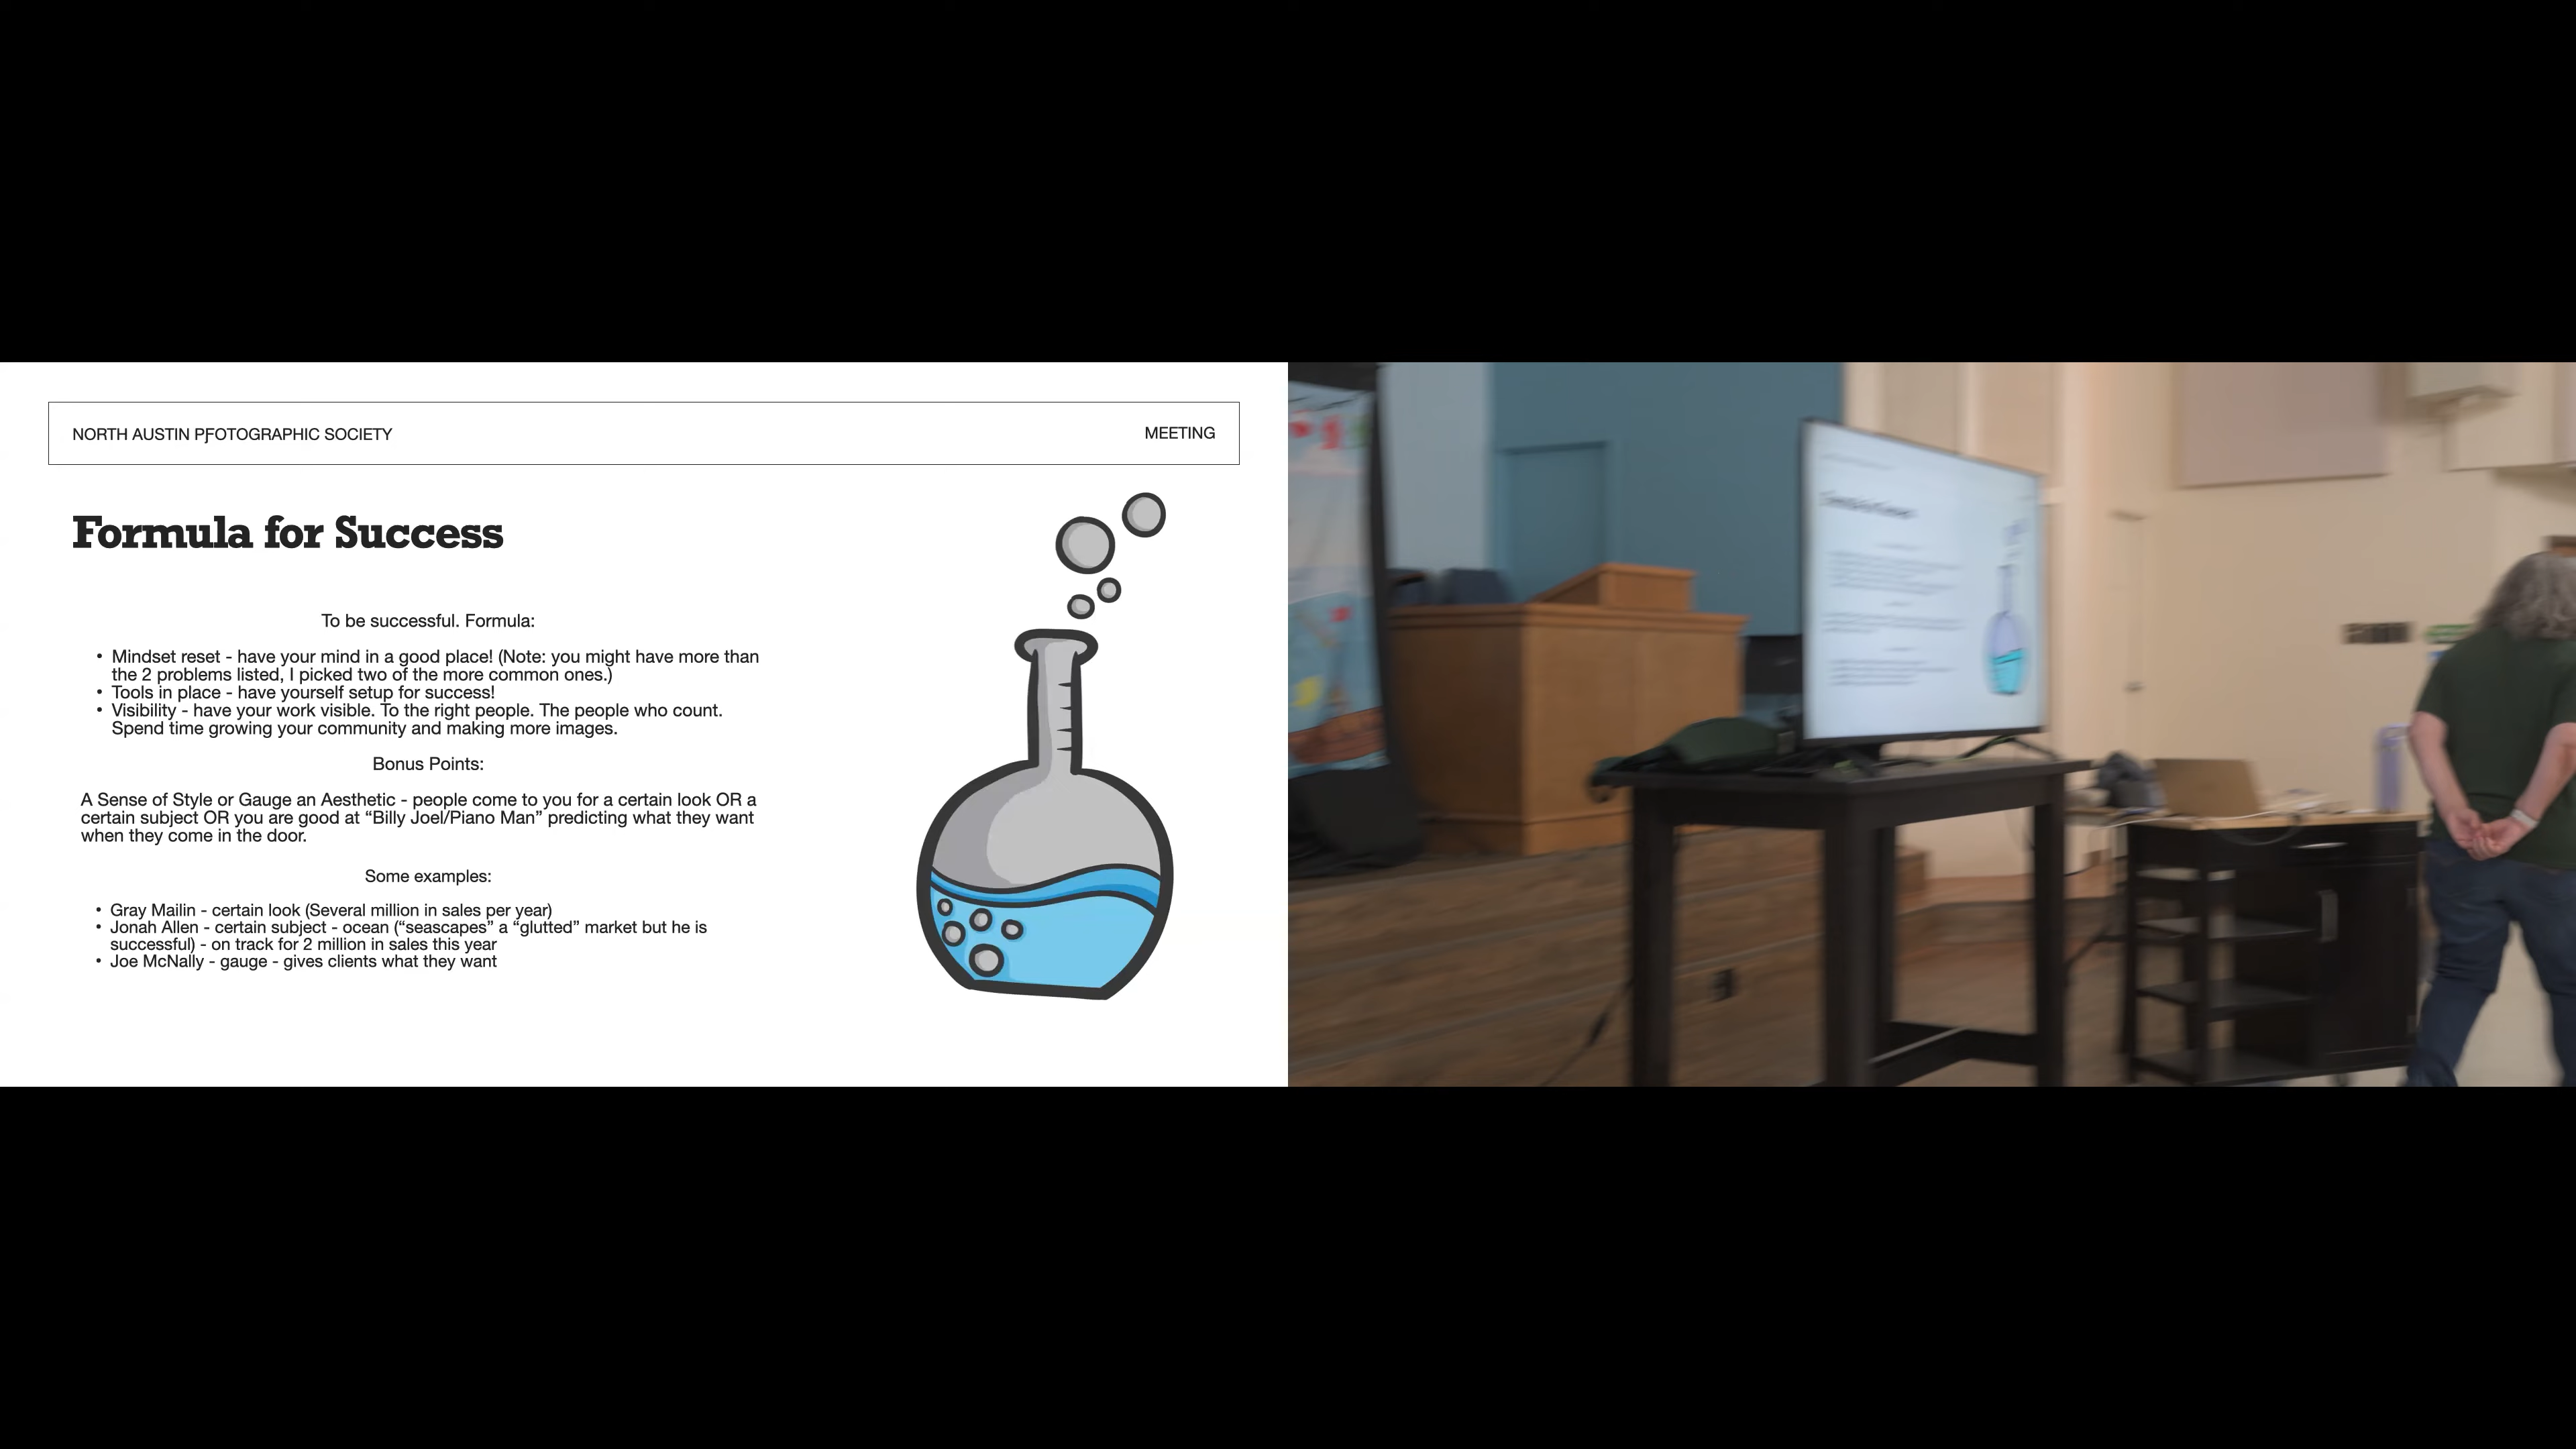 NORTH AUSTIN PƒOTOGRAPHIC SOCIETY
MEETING
Formula for Success
To be successful. Formula:
• Mindset reset - have your mind in a good place! (Note: you might have more than
the 2 problems listed, I picked two of the more common ones.)
• Tools in place - have yourself setup for success!
• Visibility - have your work visible. To the right people. The people who count.
Spend time growing your community and making more images.
Bonus Points:
A Sense of Style or Gauge an Aesthetic - people come to you for a certain look OR a
certain subject OR you are good at “Billy Joel/Piano Man” predicting what they want
when they come in the door.
Some examples:
• Gray Mailin - certain look (Several million in sales per year)
• Jonah Allen - certain subject - ocean (“seascapes” a “glutted” market but he is
successful) - on track for 2 million in sales this year
• Joe McNally - gauge - gives clients what they want